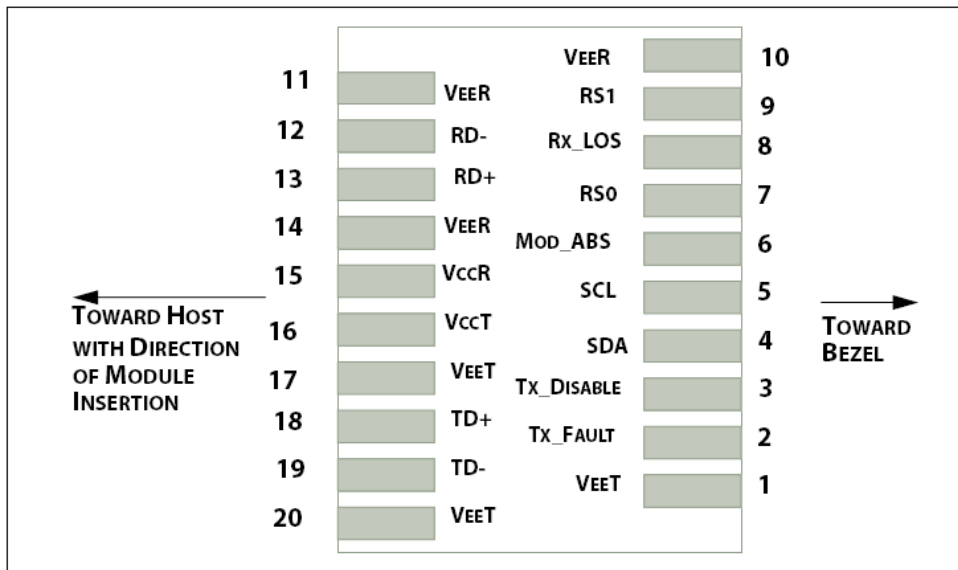 11 VEER
12 RD-
13 RD+
14 VEER
15 VCCR
16 VCCT
17 VEET
18 TD+
19 TD-
20 VEET
VEER 10
RS1 9
RX_LOS 8
RS0 7
MOD_ABS 6
SCL 5
SDA 4
TX_DISABLE 3
TX_FAULT 2
VEET 1
TOWARD HOST
WITH DIRECTION
OF MODULE
INSERTION
TOWARD
BEZEL